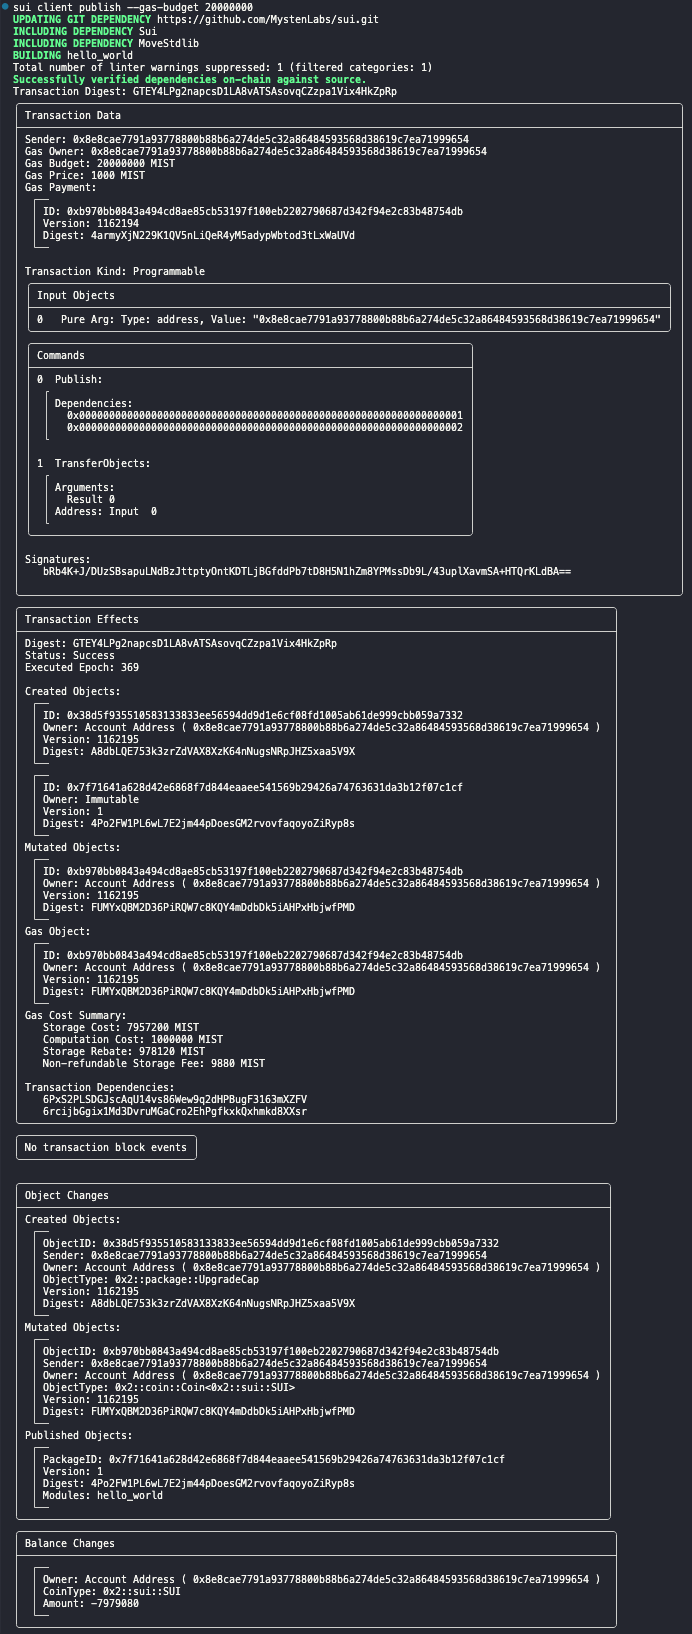 sui client publish --gas-budget 20000000
UPDATING GIT DEPENDENCY https://github.com/MystenLabs/sui.git
INCLUDING DEPENDENCY Sui
INCLUDING DEPENDENCY MoveStdlib
BUILDING hello_world
Total number of linter warnings suppressed: 1 (filtered categories: 1)
Successfully verified dependencies on-chain against source.
Transaction Digest: GTEY4LPg2napcsD1LA8vATSAsovqCZzpa1Vix4HkZpRp
Transaction Data
Sender: 0x8e8cae7791a93778800b88b6a274de5c32a86484593568d38619c7ea71999654
Gas Owner: 0x8e8cae7791a93778800b88b6a274de5c32a86484593568d38619c7ea71999654
Gas Budget: 20000000 MIST
Gas Price: 1000 MIST
Gas Payment:
ID: 0xb970bb0843a494cd8ae85cb53197f100eb2202790687d342f94e2c83b48754db
Version: 1162194
Digest: 4armyXjN229K1QV5nLiQeR4yM5adypWbtod3tLxWaUVd
Transaction Kind: Programmable
Input Objects
0 Pure Arg: Type: address, Value: "0x8e8cae7791a93778800b88b6a274de5c32a86484593568d38619c7ea71999654"
Commands
0 Publish:
Dependencies:
0x0000000000000000000000000000000000000000000000000000000000000001
0x0000000000000000000000000000000000000000000000000000000000000002
1 TransferObjects:
Arguments:
Result 0
Address: Input 0
Signatures:
bRb4K+J/DUzSBsapuLNdBzJttptyOntKDTLjBGfddPb7tD8H5N1hZm8YPMssDb9L/43uplXavmSA+HTQrKLdBA==
Transaction Effects
Digest: GTEY4LPg2napcsD1LA8vATSAsovqCZzpa1Vix4HkZpRp
Status: Success
Executed Epoch: 369
Created Objects:
ID: 0x38d5f935510583133833ee56594dd9d1e6cf08fd1005ab61de999cbb059a7332
Owner: Account Address ( 0x8e8cae7791a93778800b88b6a274de5c32a86484593568d38619c7ea71999654 )
Version: 1162195
Digest: A8dbLQE753k3zrZdVAX8XzK64nNugsNRpJHZ5xaa5V9X
ID: 0x7f71641a628d42e6868f7d844eaaee541569b29426a74763631da3b12f07c1cf
Owner: Immutable
Version: 1
Digest: 4Po2FW1PL6wL7E2jm44pDoesGM2rvovfaqoyoZiRyp8s
Mutated Objects:
ID: 0xb970bb0843a494cd8ae85cb53197f100eb2202790687d342f94e2c83b48754db
Owner: Account Address ( 0x8e8cae7791a93778800b88b6a274de5c32a86484593568d38619c7ea71999654 )
Version: 1162195
Digest: FUMYxQBM2D36PiRQW7c8KQY4mDdbDk5iAHPxHbjwfPMD
Gas Object:
ID: 0xb970bb0843a494cd8ae85cb53197f100eb2202790687d342f94e2c83b48754db
Owner: Account Address ( 0x8e8cae7791a93778800b88b6a274de5c32a86484593568d38619c7ea71999654 )
Version: 1162195
Digest: FUMYxQBM2D36PiRQW7c8KQY4mDdbDk5iAHPxHbjwfPMD
Gas Cost Summary:
Storage Cost: 7957200 MIST
Computation Cost: 1000000 MIST
Storage Rebate: 978120 MIST
Non-refundable Storage Fee: 9880 MIST
Transaction Dependencies:
6PxS2PLSDGJscAqU14vs86Wew9q2dHPBugF3163mXZFV
6rcijbGgix1Md3DvruMGaCro2EhPgfkxkQxhmkd8XXsr
No transaction block events
Object Changes
Created Objects:
ObjectID: 0x38d5f935510583133833ee56594dd9d1e6cf08fd1005ab61de999cbb059a7332
Sender: 0x8e8cae7791a93778800b88b6a274de5c32a86484593568d38619c7ea71999654
Owner: Account Address ( 0x8e8cae7791a93778800b88b6a274de5c32a86484593568d38619c7ea71999654 )
ObjectType: 0x2::package::UpgradeCap
Version: 1162195
Digest: A8dbLQE753k3zrZdVAX8XzK64nNugsNRpJHZ5xaa5V9X
Mutated Objects:
ObjectID: 0xb970bb0843a494cd8ae85cb53197f100eb2202790687d342f94e2c83b48754db
Sender: 0x8e8cae7791a93778800b88b6a274de5c32a86484593568d38619c7ea71999654
Owner: Account Address ( 0x8e8cae7791a93778800b88b6a274de5c32a86484593568d38619c7ea71999654 )
ObjectType: 0x2::coin::Coin<0x2::sui::SUI>
Version: 1162195
Digest: FUMYxQBM2D36PiRQW7c8KQY4mDdbDk5iAHPxHbjwfPMD
Published Objects:
PackageID: 0x7f71641a628d42e6868f7d844eaaee541569b29426a74763631da3b12f07c1cf
Version: 1
Digest: 4Po2FW1PL6wL7E2jm44pDoesGM2rvovfaqoyoZiRyp8s
Modules: hello_world
Balance Changes
Owner: Account Address ( 0x8e8cae7791a93778800b88b6a274de5c32a86484593568d38619c7ea71999654 )
CoinType: 0x2::sui::SUI
Amount: -7979080